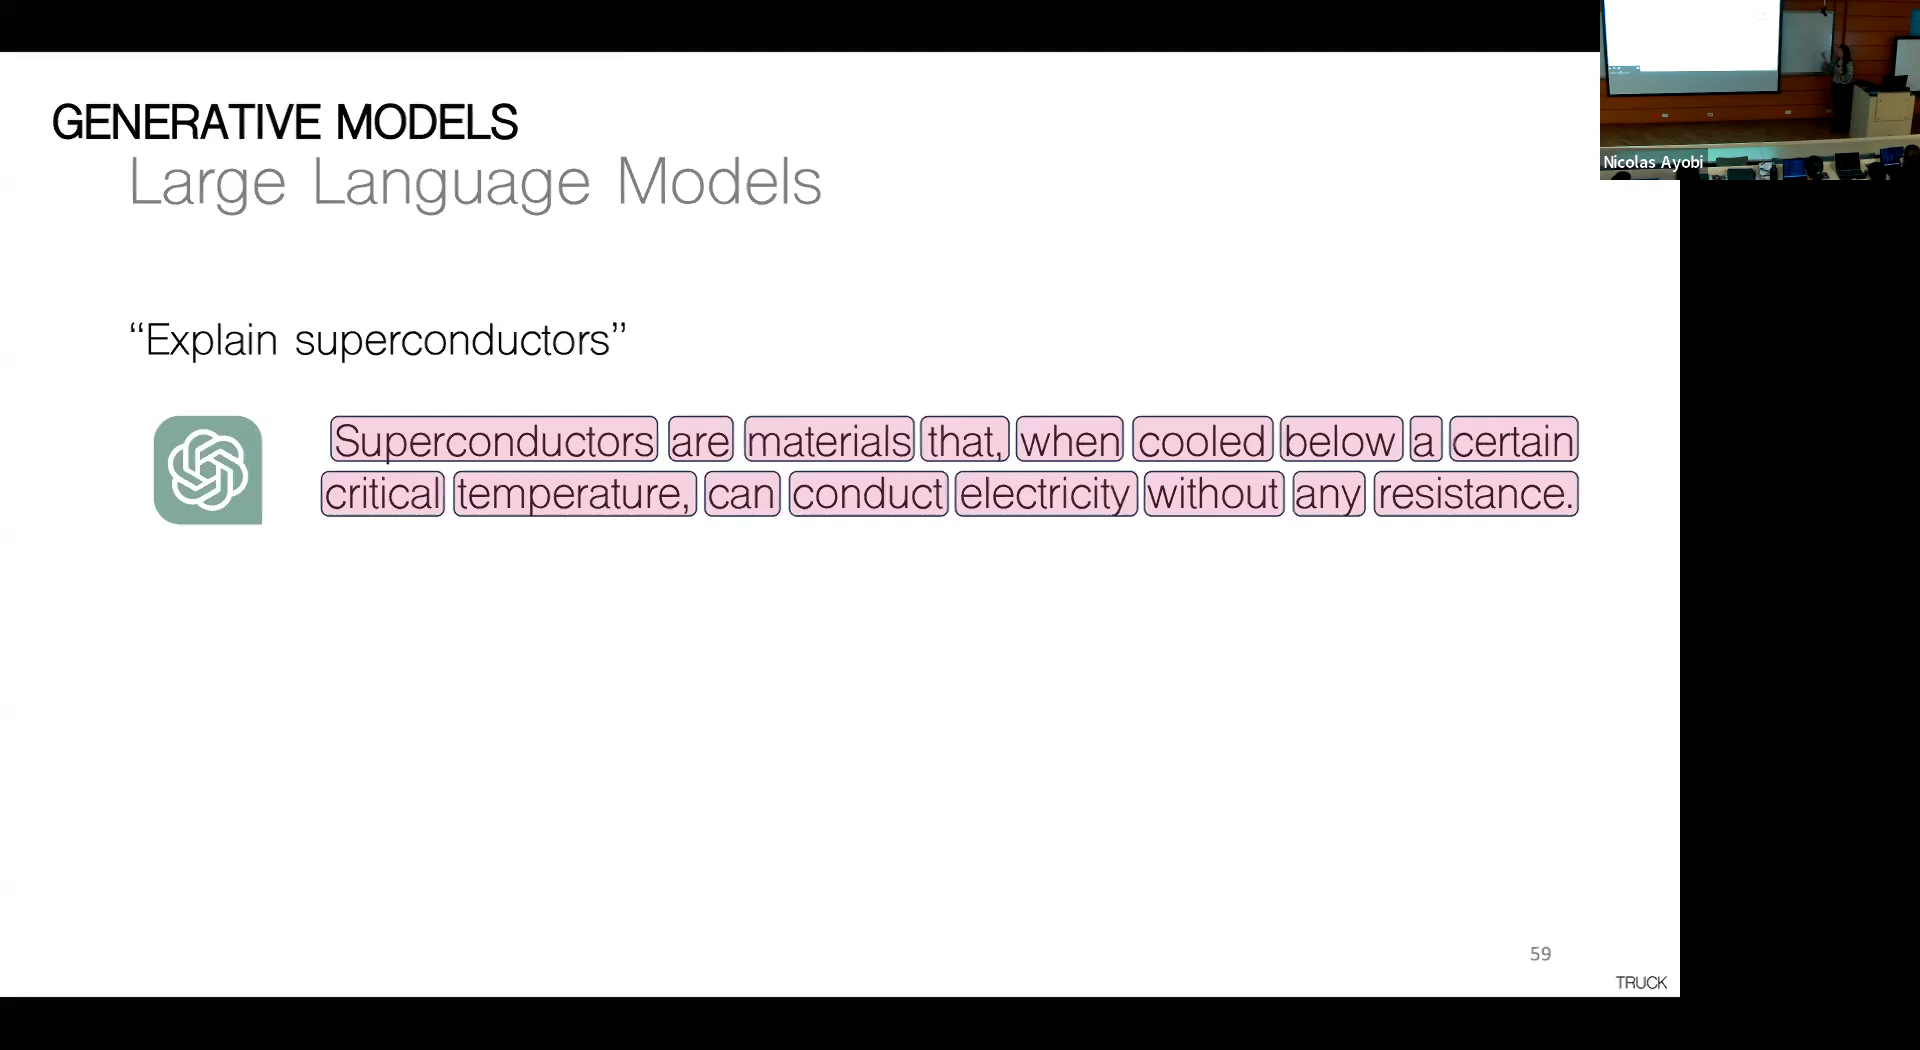 GENERATIVE MODELS
Large Language Models
“Explain superconductors”
Superconductors are materials that, when cooled below a certain
critical temperature, can conduct electricity without any resistance.
59
TRUCK
Nicolas Ayobi